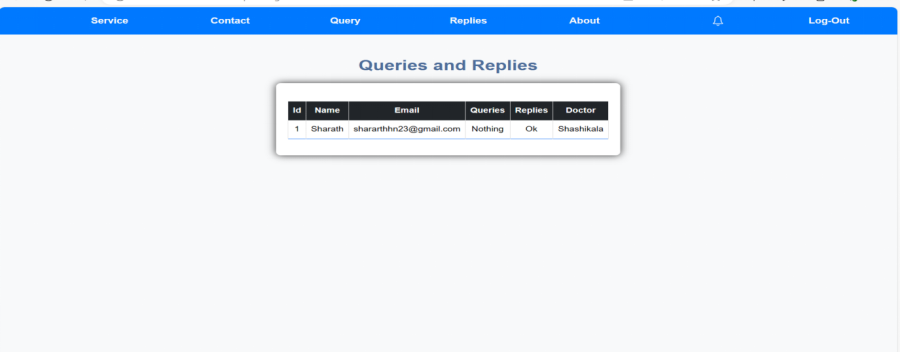 Service Contact Query Replies About Log-Out
Queries and Replies
Id Name Email Queries Replies Doctor
1 Sharath shararthhn23@gmail.com Nothing Ok Shashikala